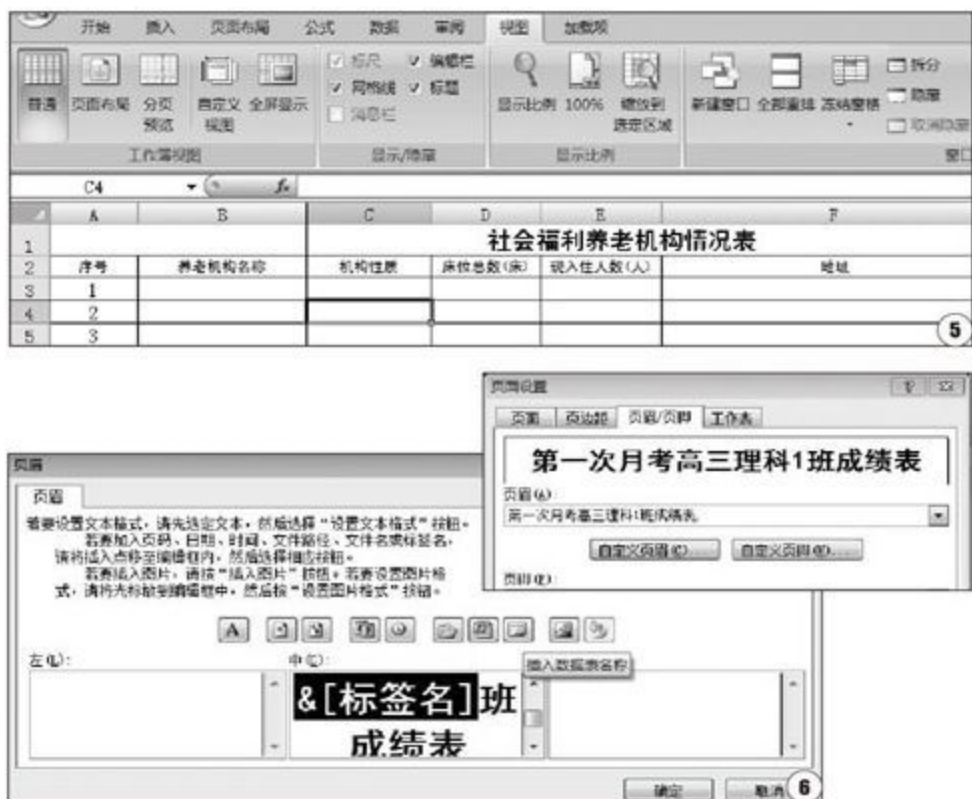 开始 插入 页面布局 公式 数据 审阅 视图 加载项
标尺 编辑栏
网格线 标题
消息栏
普通 页面布局 分页预览 自定义视图 全屏显示
显示比例 100% 缩放到选定区域
新建窗口 全部重排 冻结窗格
拆分
隐藏
取消隐藏
工作簿视图 显示/隐藏 显示比例 窗口
C4 fx
A B C D E F
1 社会福利养老机构情况表
2 序号 养老机构名称 机构性质 床位总数(床) 现入住人数(人) 地址
3 1
4 2
5 3
5
页面设置
页面 页边距 页眉/页脚 工作表
第一次月考高三理科1班成绩表
页眉(A):
第一次月考高三理科1班成绩表
自定义页眉(C)... 自定义页脚(U)...
页脚(F):
页眉
页眉
若要设置文本格式，请先选定文本，然后选择“设置文本格式”按钮。
若要加入页码、日期、时间、文件路径、文件名或标签名，
请将插入点移至编辑框内，然后选择相应按钮。
若要插入图片，请按“插入图片”按钮。若要设置图片格
式，请将光标放到编辑框中，然后按“设置图片格式”按钮。
A
左(L): 中(C):
插入数据表名称
&[标签名]班
成绩表
确定 取消
6